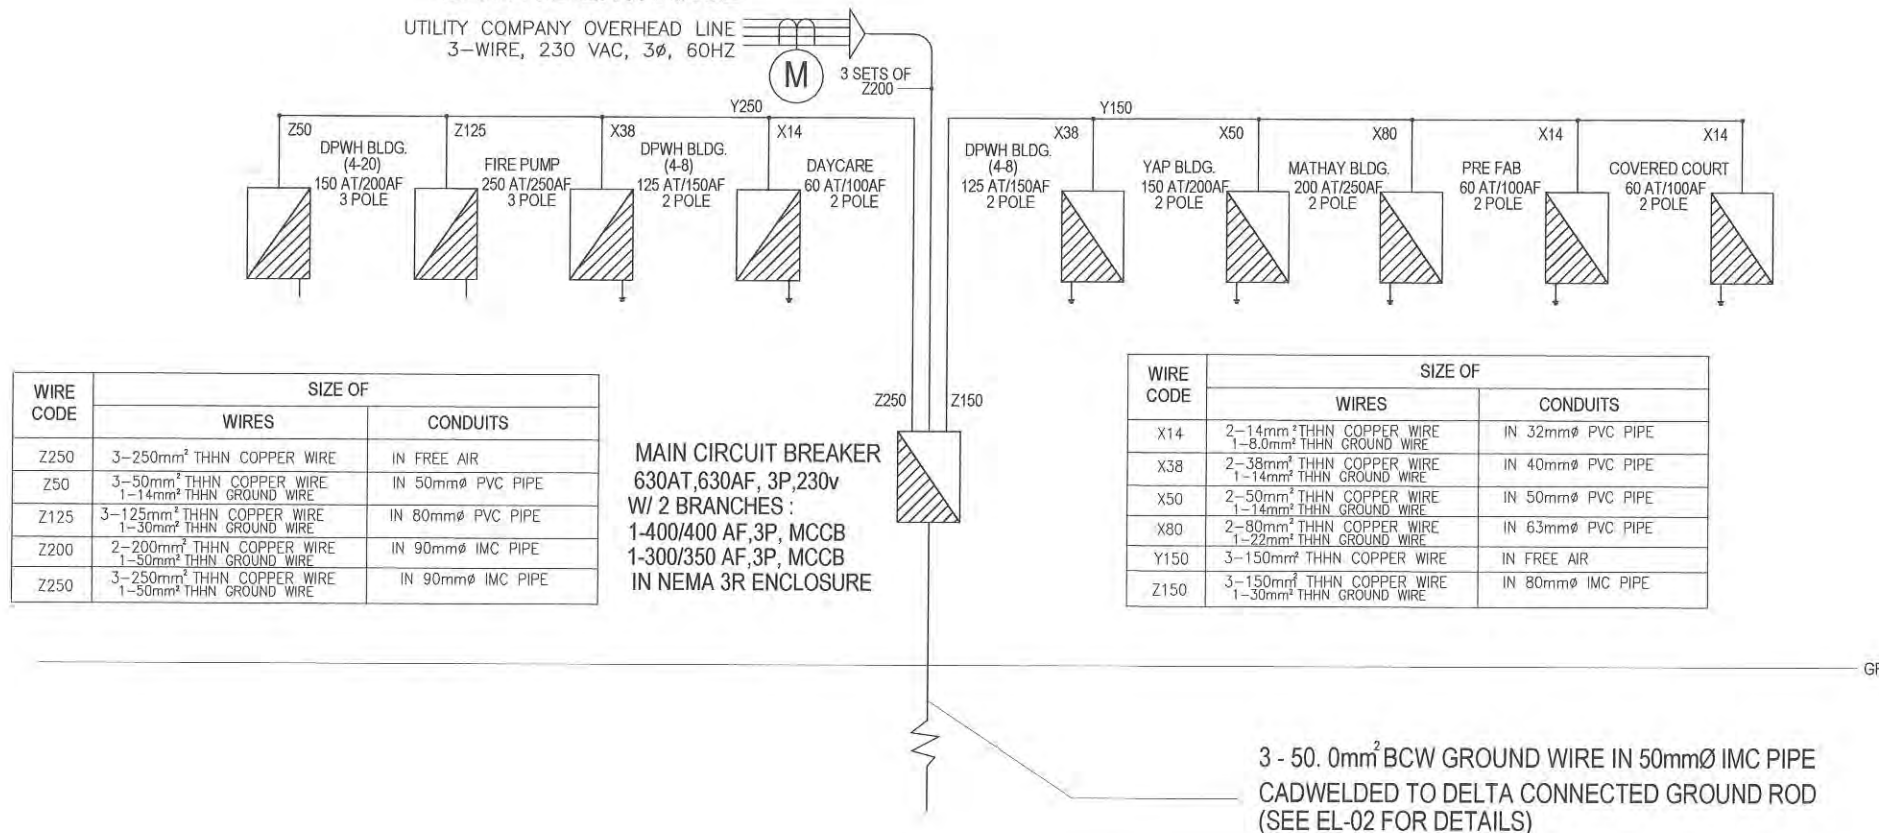 UTILITY COMPANY OVERHEAD LINE
3-WIRE, 230 VAC, 3ø, 60HZ
M
3 SETS OF
Z200
Y250
Y150
Z50
DPWH BLDG.
(4-20)
150 AT/200AF
3 POLE
Z125
FIRE PUMP
250 AT/250AF
3 POLE
X38
DPWH BLDG.
(4-8)
125 AT/150AF
2 POLE
X14
DAYCARE
60 AT/100AF
2 POLE
X38
DPWH BLDG.
(4-8)
125 AT/150AF
2 POLE
X50
YAP BLDG.
150 AT/200AF
2 POLE
X80
MATHAY BLDG.
200 AT/250AF
2 POLE
X14
PRE FAB
60 AT/100AF
2 POLE
X14
COVERED COURT
60 AT/100AF
2 POLE
WIRE CODE SIZE OF
WIRES CONDUITS
Z250 3-250mm² THHN COPPER WIRE IN FREE AIR
Z50 3-50mm² THHN COPPER WIRE IN 50mmø PVC PIPE
1-14mm² THHN GROUND WIRE
Z125 3-125mm² THHN COPPER WIRE IN 80mmø PVC PIPE
1-30mm² THHN GROUND WIRE
Z200 2-200mm² THHN COPPER WIRE IN 90mmø IMC PIPE
1-50mm² THHN GROUND WIRE
Z250 3-250mm² THHN COPPER WIRE IN 90mmø IMC PIPE
1-50mm² THHN GROUND WIRE
Z250
Z150
MAIN CIRCUIT BREAKER
630AT,630AF, 3P,230v
W/ 2 BRANCHES :
1-400/400 AF,3P, MCCB
1-300/350 AF,3P, MCCB
IN NEMA 3R ENCLOSURE
WIRE CODE SIZE OF
WIRES CONDUITS
X14 2-14mm² THHN COPPER WIRE IN 32mmø PVC PIPE
1-8.0mm² THHN GROUND WIRE
X38 2-38mm² THHN COPPER WIRE IN 40mmø PVC PIPE
1-14mm² THHN GROUND WIRE
X50 2-50mm² THHN COPPER WIRE IN 50mmø PVC PIPE
1-14mm² THHN GROUND WIRE
X80 2-80mm² THHN COPPER WIRE IN 63mmø PVC PIPE
1-22mm² THHN GROUND WIRE
Y150 3-150mm² THHN COPPER WIRE IN FREE AIR
Z150 3-150mm² THHN COPPER WIRE IN 80mmø IMC PIPE
1-30mm² THHN GROUND WIRE
3 - 50. 0mm² BCW GROUND WIRE IN 50mmØ IMC PIPE
CADWELDED TO DELTA CONNECTED GROUND ROD
(SEE EL-02 FOR DETAILS)